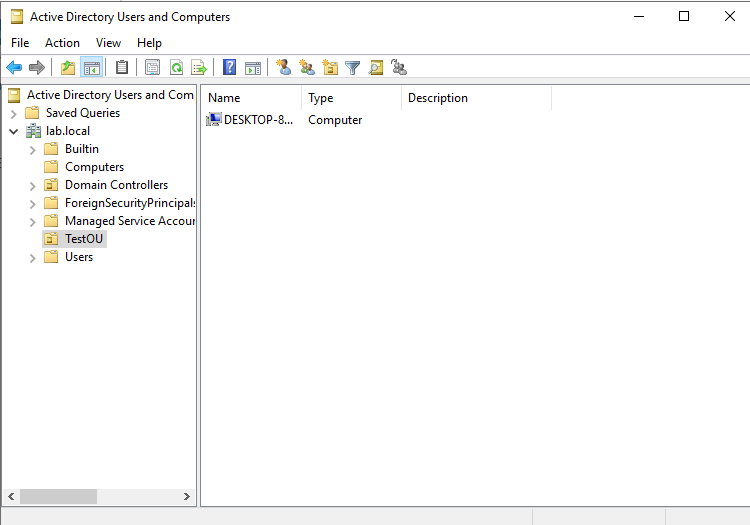 Active Directory Users and Computers
File Action View Help
Active Directory Users and Com
Saved Queries
lab.local
Builtin
Computers
Domain Controllers
ForeignSecurityPrincipals
Managed Service Accour
TestOU
Users
Name Type Description
DESKTOP-8... Computer